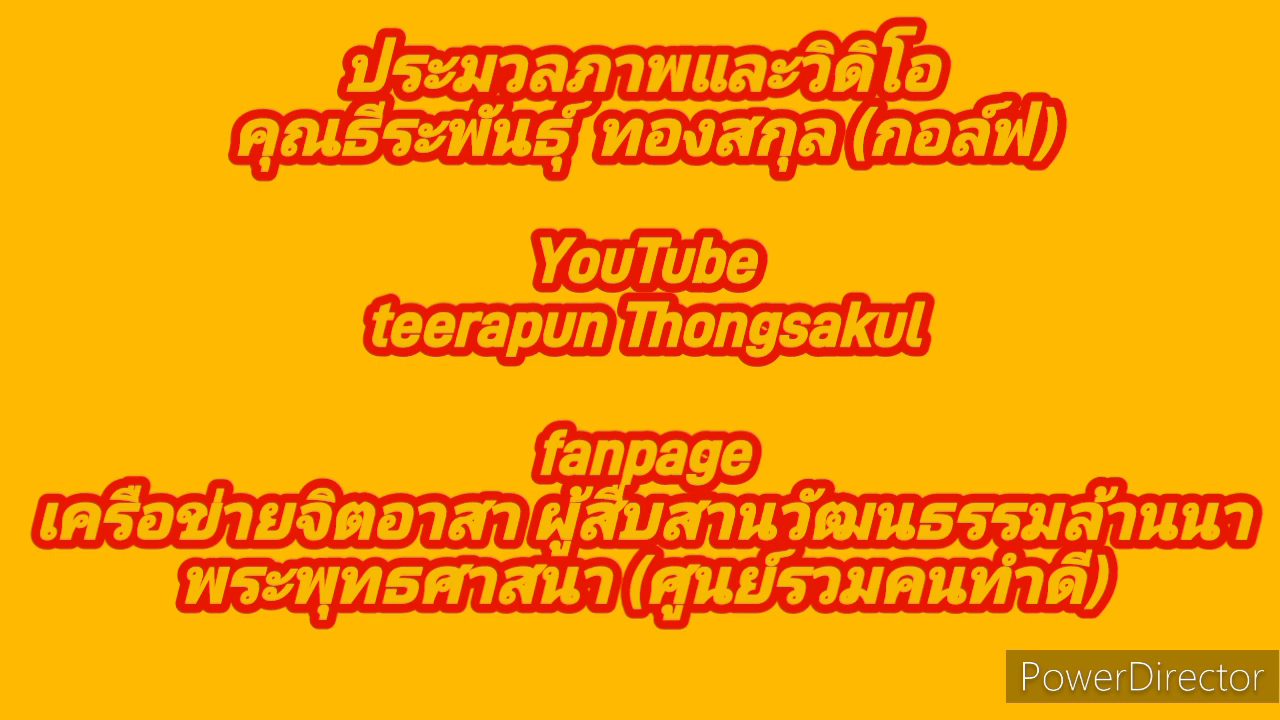 ประมวลภาพและวิดิโอ
คุณธีระพันธุ์ ทองสกุล (กอล์ฟ)
YouTube
teerapun Thongsakul
fanpage
เครือข่ายจิตอาสา ผู้สืบสานวัฒนธรรมล้านนา
พระพุทธศาสนา (ศูนย์รวมคนทำดี)
PowerDirector